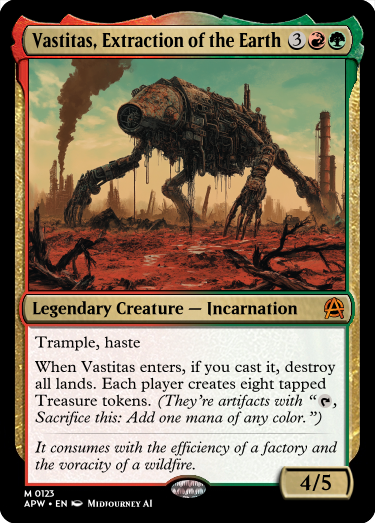 Vastitas, Extraction of the Earth 3
Legendary Creature — Incarnation
Trample, haste
When Vastitas enters, if you cast it, destroy
all lands. Each player creates eight tapped
Treasure tokens. (They're artifacts with “,
Sacrifice this: Add one mana of any color.”)
It consumes with the efficiency of a factory and
the voracity of a wildfire.
4/5
M 0123
APW • EN Midjourney AI